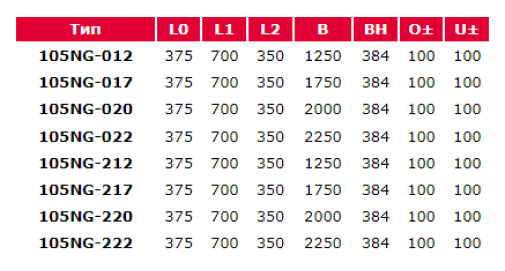 Тип L0 L1 L2 B BH O± U±
105NG-012 375 700 350 1250 384 100 100
105NG-017 375 700 350 1750 384 100 100
105NG-020 375 700 350 2000 384 100 100
105NG-022 375 700 350 2250 384 100 100
105NG-212 375 700 350 1250 384 100 100
105NG-217 375 700 350 1750 384 100 100
105NG-220 375 700 350 2000 384 100 100
105NG-222 375 700 350 2250 384 100 100